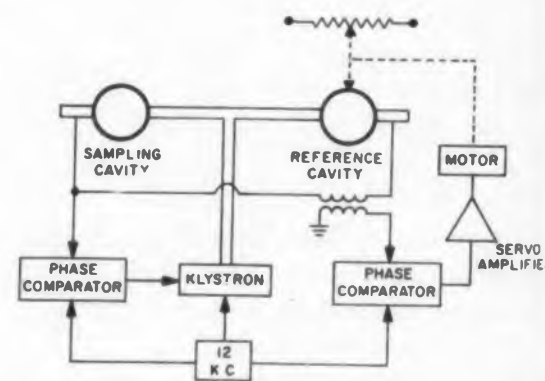 SAMPLING
CAVITY
REFERENCE
CAVITY
MOTOR
SERVO
AMPLIFIE
PHASE
COMPARATOR
KLYSTRON
PHASE
COMPARATOR
12
KC